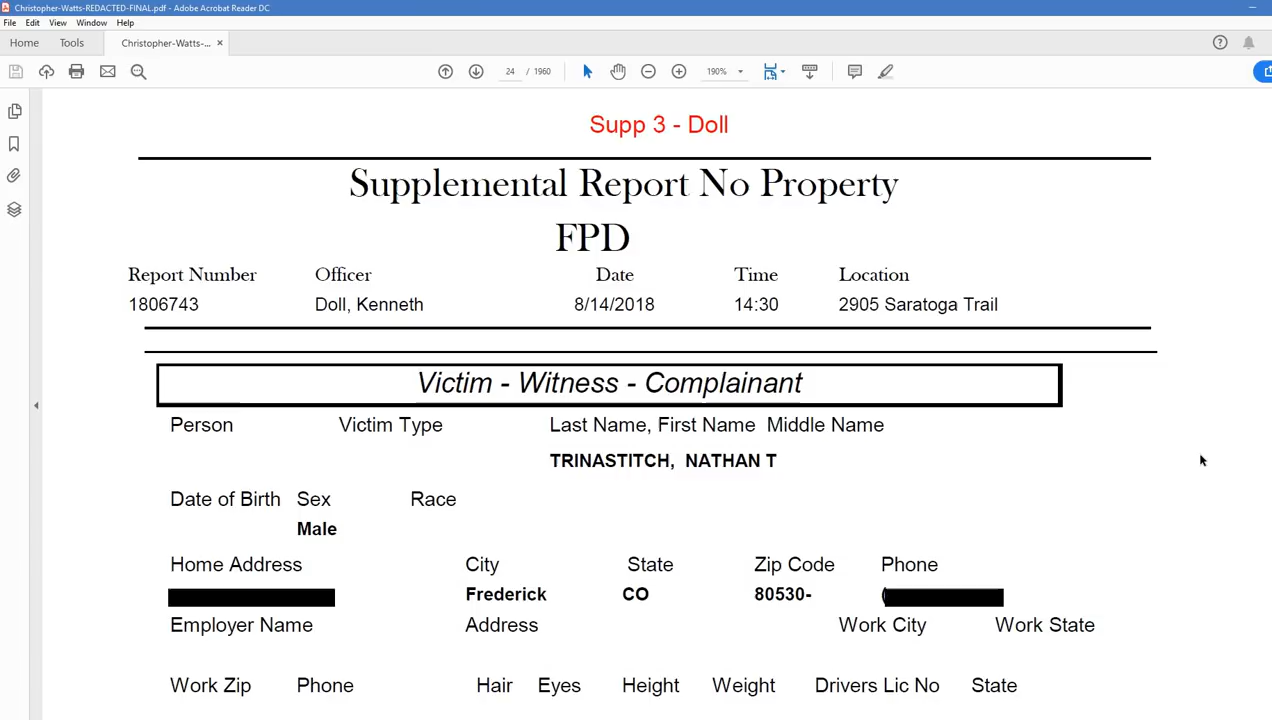 Christopher-Watts-REDACTED-FINAL.pdf - Adobe Acrobat Reader DC
File Edit View Window Help
Home Tools Christopher-Watts-... ×
24 / 1960 190%
Supp 3 - Doll
Supplemental Report No Property
FPD
Report Number Officer Date Time Location
1806743 Doll, Kenneth 8/14/2018 14:30 2905 Saratoga Trail
Victim - Witness - Complainant
Person Victim Type Last Name, First Name Middle Name
TRINASTITCH, NATHAN T
Date of Birth Sex Race
Male
Home Address City State Zip Code Phone
Frederick CO 80530- (
Employer Name Address Work City Work State
Work Zip Phone Hair Eyes Height Weight Drivers Lic No State